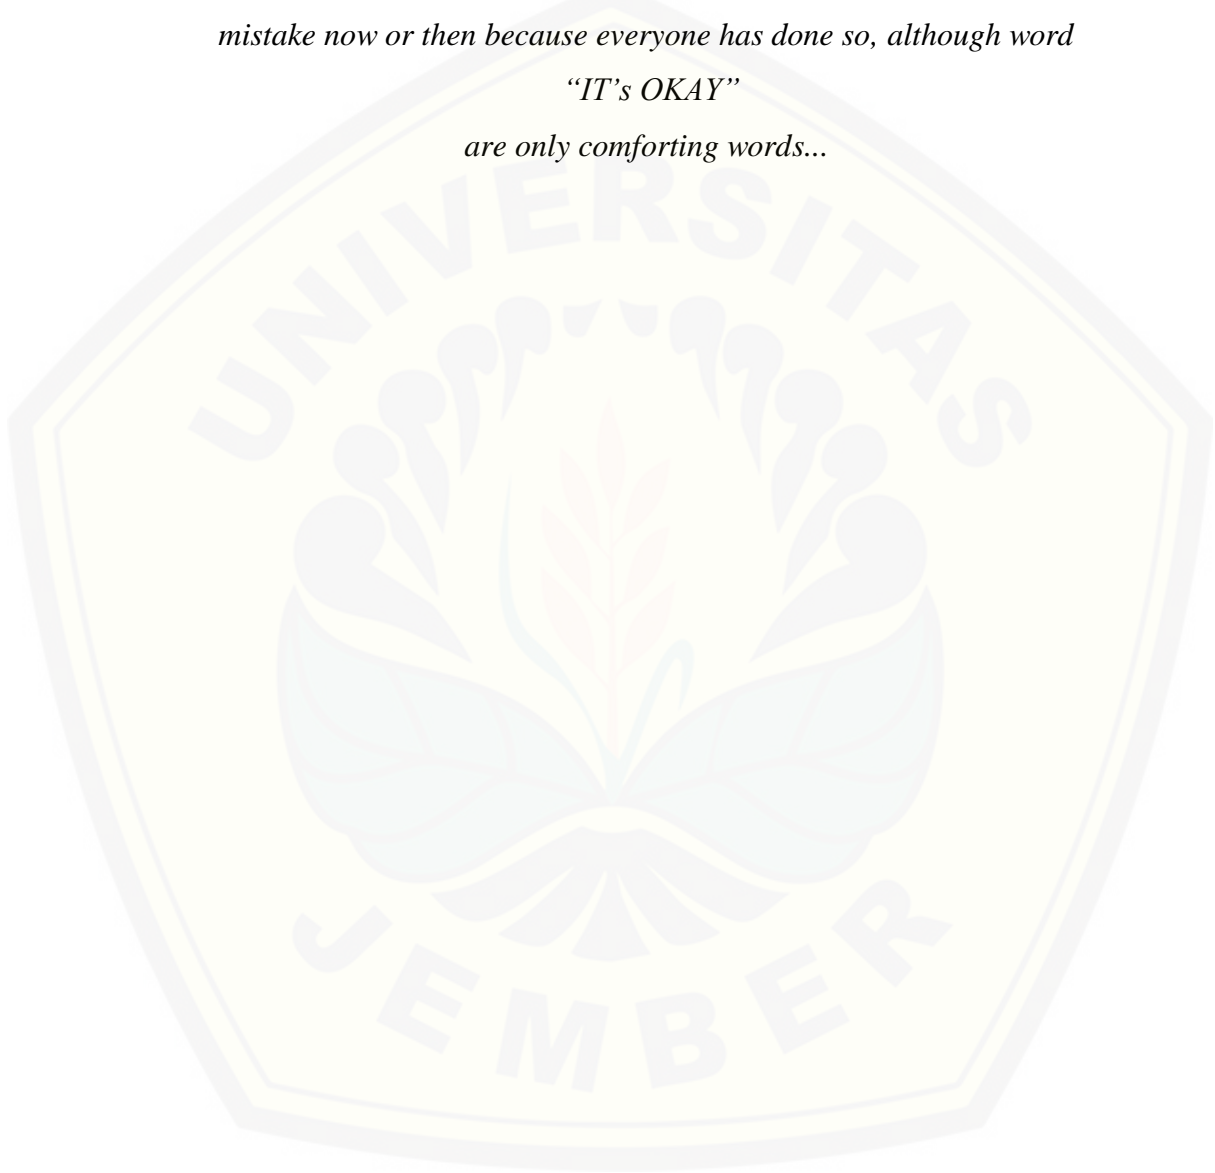 mistake now or then because everyone has done so, although word
“IT’s OKAY”
are only comforting words...
UNIVERSITAS
JEMBER